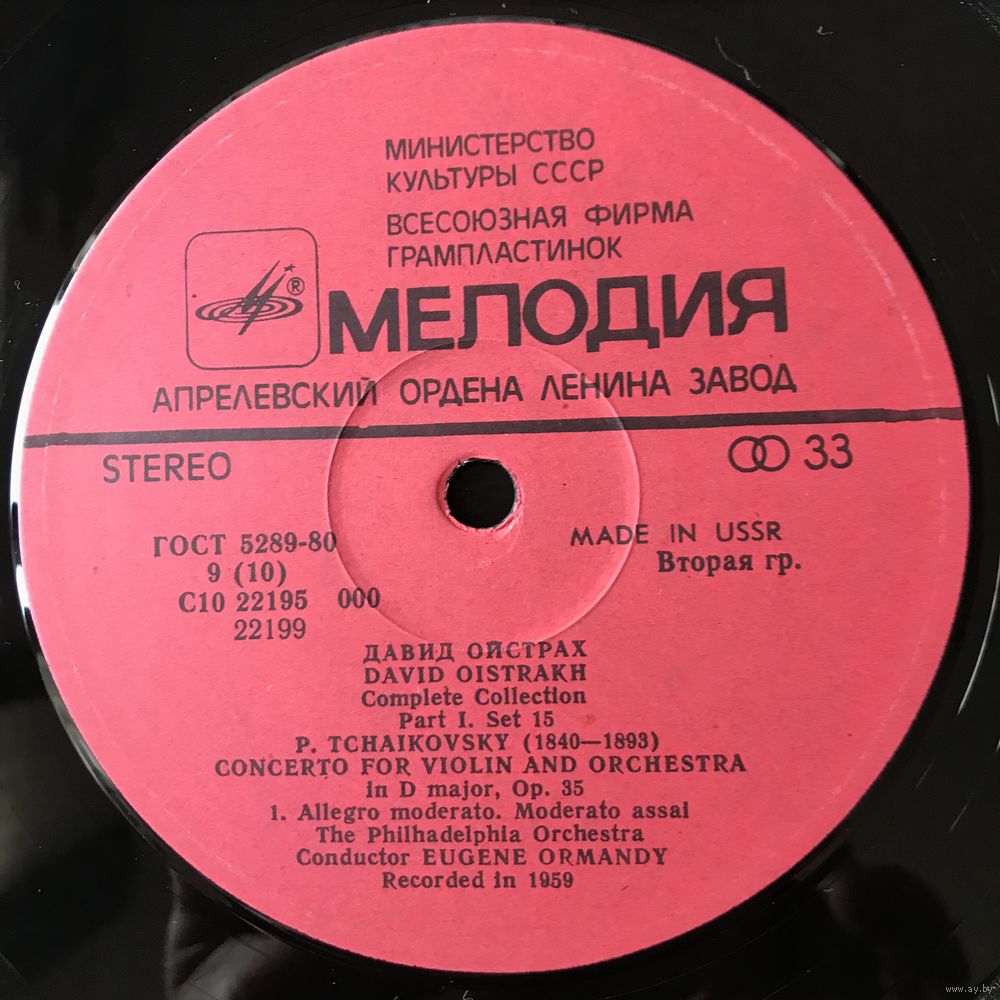 МИНИСТЕРСТВО
КУЛЬТУРЫ СССР
ВСЕСОЮЗНАЯ ФИРМА
ГРАМПЛАСТИНОК
®
МЕЛОДИЯ
АПРЕЛЕВСКИЙ ОРДЕНА ЛЕНИНА ЗАВОД
STEREO
33
ГОСТ 5289-80
9 (10)
С10 22195 000
22199
MADE IN USSR
Вторая гр.
ДАВИД ОЙСТРАХ
DAVID OISTRAKH
Complete Collection
Part I. Set 15
P. TCHAIKOVSKY (1840—1893)
CONCERTO FOR VIOLIN AND ORCHESTRA
in D major, Op. 35
1. Allegro moderato. Moderato assai
The Philhadelphia Orchestra
Conductor EUGENE ORMANDY
Recorded in 1959
www.ay.by